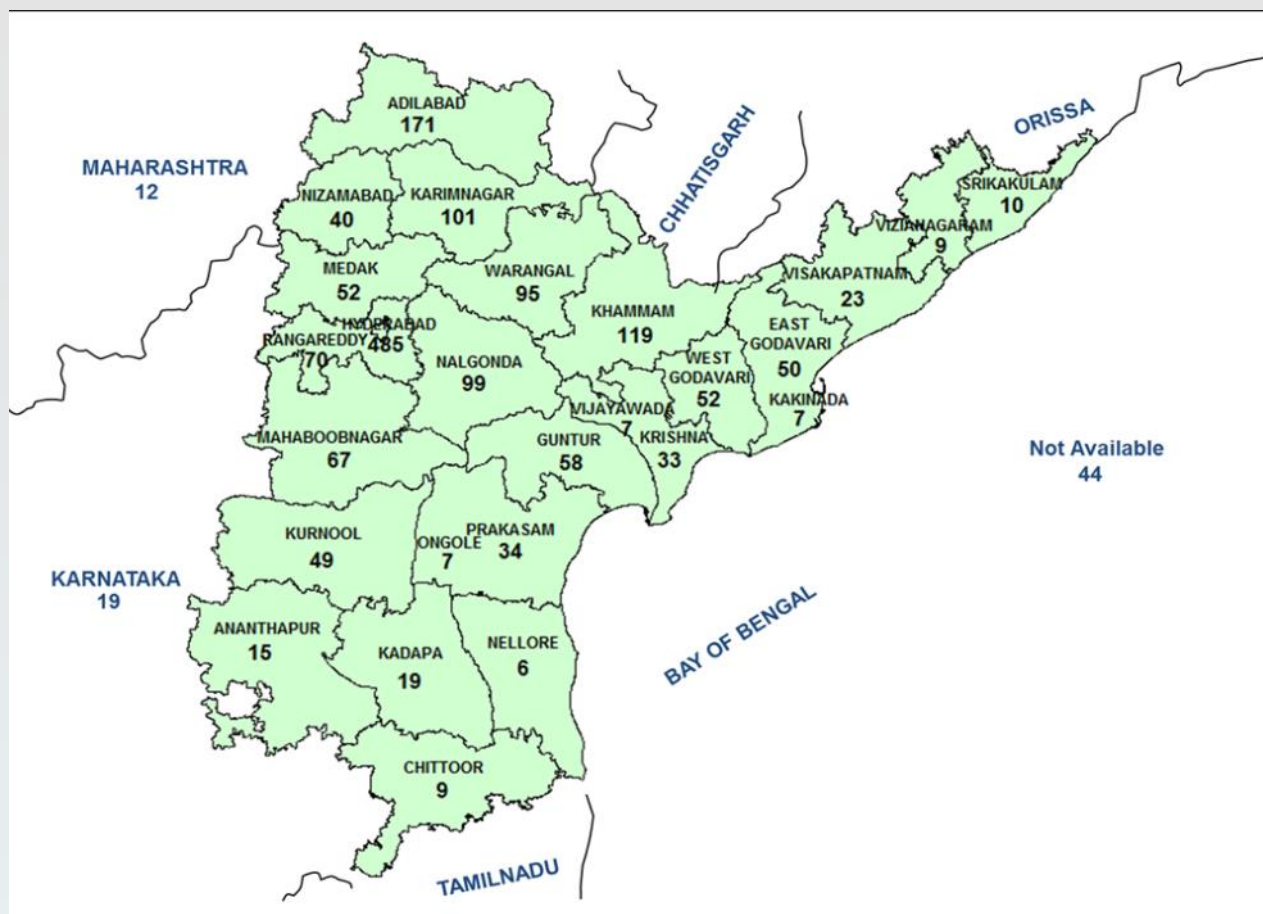 ADILABAD
171
MAHARASHTRA
12
NIZAMABAD
40
KARIMNAGAR
101
CHHATISGARH
ORISSA
SRIKAKULAM
10
VIZIANAGARAM
9
MEDAK
52
WARANGAL
95
VISAKAPATNAM
23
KHAMMAM
119
HYDERABAD
485
RANGAREDDY
70
NALGONDA
99
EAST
GODAVARI
50
WEST
GODAVARI
52
KAKINADA
7
VIJAYAWADA
7
KRISHNA
33
MAHABOOBNAGAR
67
GUNTUR
58
Not Available
44
KURNOOL
49
ONGOLE
7
PRAKASAM
34
KARNATAKA
19
ANANTHAPUR
15
KADAPA
19
NELLORE
6
BAY OF BENGAL
CHITTOOR
9
TAMILNADU